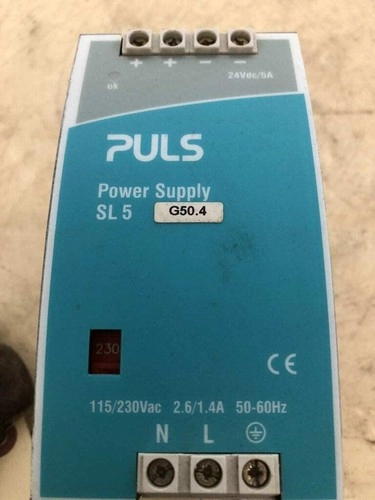 + + − −
ok
24Vdc/5A
PULS
Power Supply
SL 5 G50.4
230
CE
115/230Vac 2.6/1.4A 50-60Hz
N L